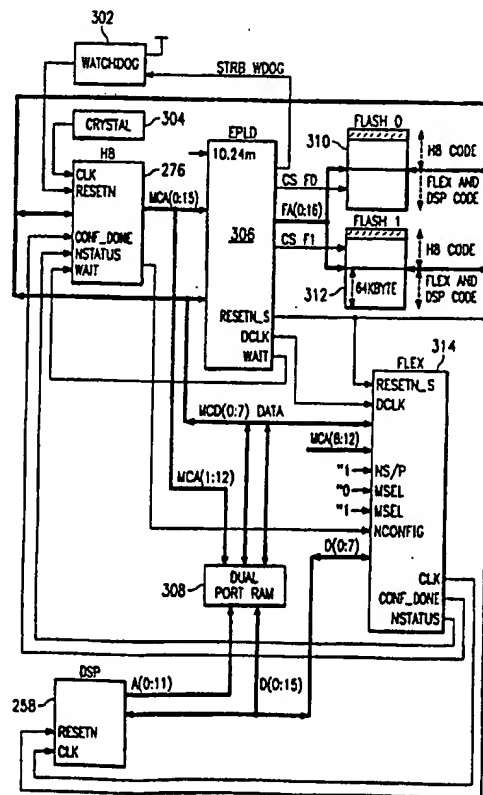 302
WATCHDOG
STRB WDOG
CRYSTAL
304
EPLD
FLASH 0
310
H8
276
10.24m
H8 CODE
CLK
RESETN
MCA(0:15)
CS FD
FLEX AND
DSP CODE
FA(0:16)
306
FLASH 1
CONF_DONE
CS F1
H8 CODE
NSTATUS
WAIT
312
64KBYTE
FLEX AND
DSP CODE
RESETN_S
DCLK
FLEX
314
WAIT
RESETN_S
DCLK
MCD(0:7) DATA
MCA(8:12)
MCA(1:12)
"1
NS/P
"0
MSEL
"1
MSEL
NCONFIG
D(0:7)
308
DUAL
PORT RAM
CLK
CONF_DONE
NSTATUS
DSP
A(0:11)
D(0:15)
258
RESETN
CLK